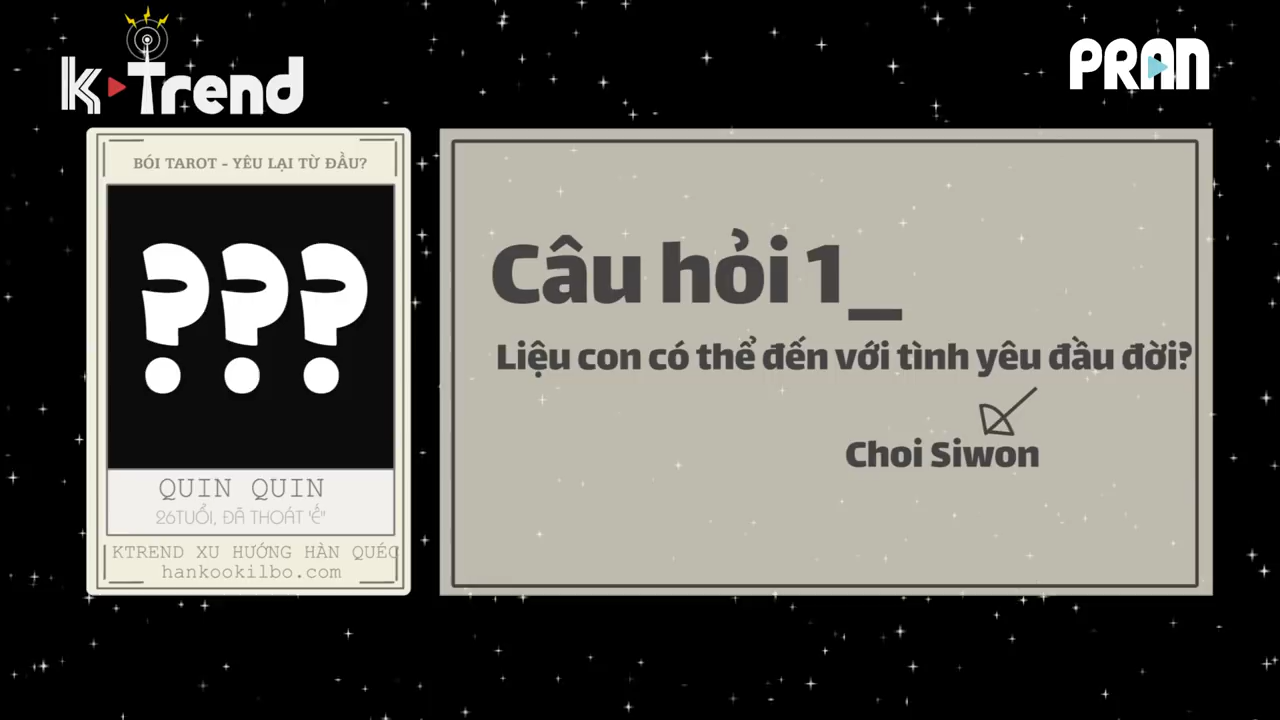 K Trend
PRAN
BÓI TAROT - YÊU LẠI TỪ ĐẦU?
???
QUIN QUIN
26TUỔI, ĐÃ THOÁT 'Ế"
KTREND XU HƯỚNG HÀN QUÉC
hankookilbo.com
Câu hỏi 1_
Liệu con có thể đến với tình yêu đầu đời?
Choi Siwon